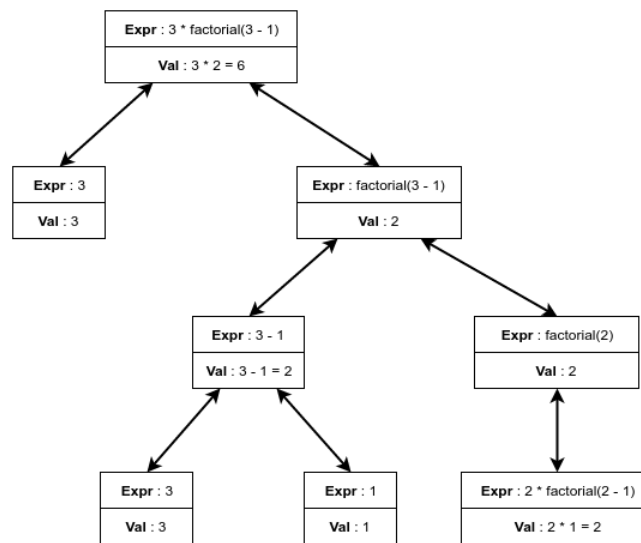 Expr : 3 * factorial(3 - 1)
Val : 3 * 2 = 6
Expr : 3
Val : 3
Expr : factorial(3 - 1)
Val : 2
Expr : 3 - 1
Val : 3 - 1 = 2
Expr : factorial(2)
Val : 2
Expr : 3
Val : 3
Expr : 1
Val : 1
Expr : 2 * factorial(2 - 1)
Val : 2 * 1 = 2